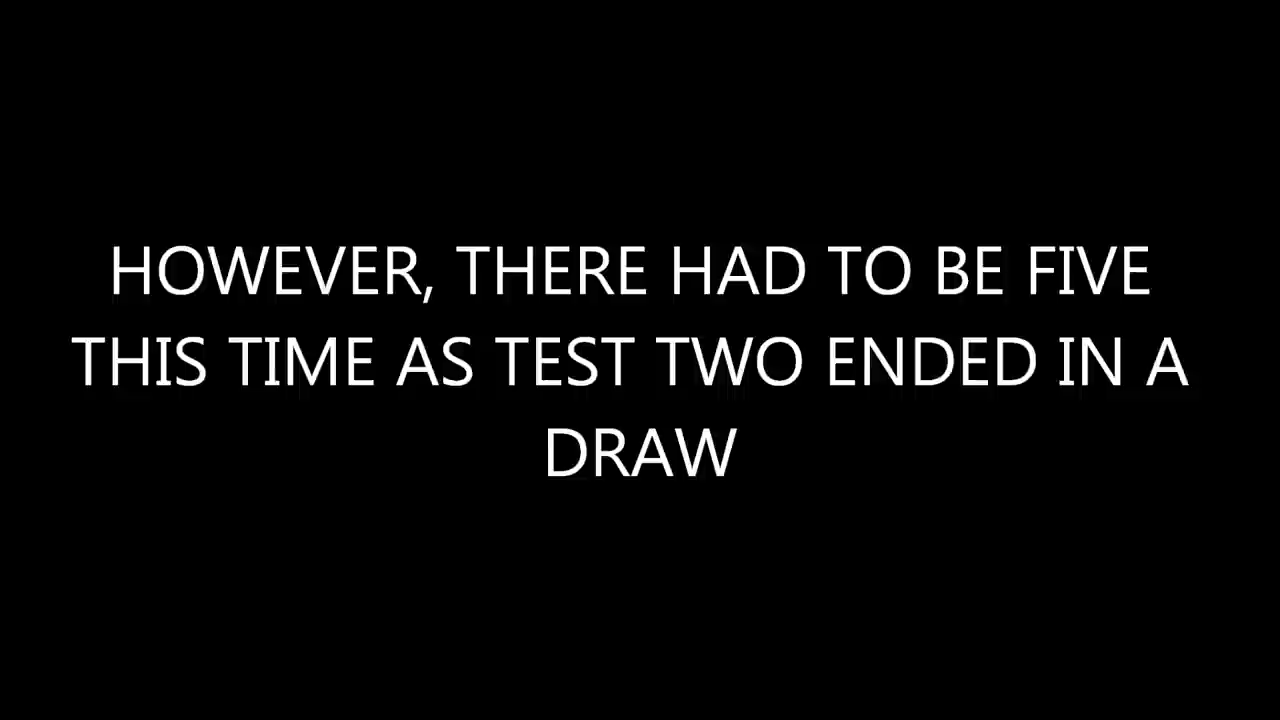 HOWEVER, THERE HAD TO BE FIVE
THIS TIME AS TEST TWO ENDED IN A
DRAW